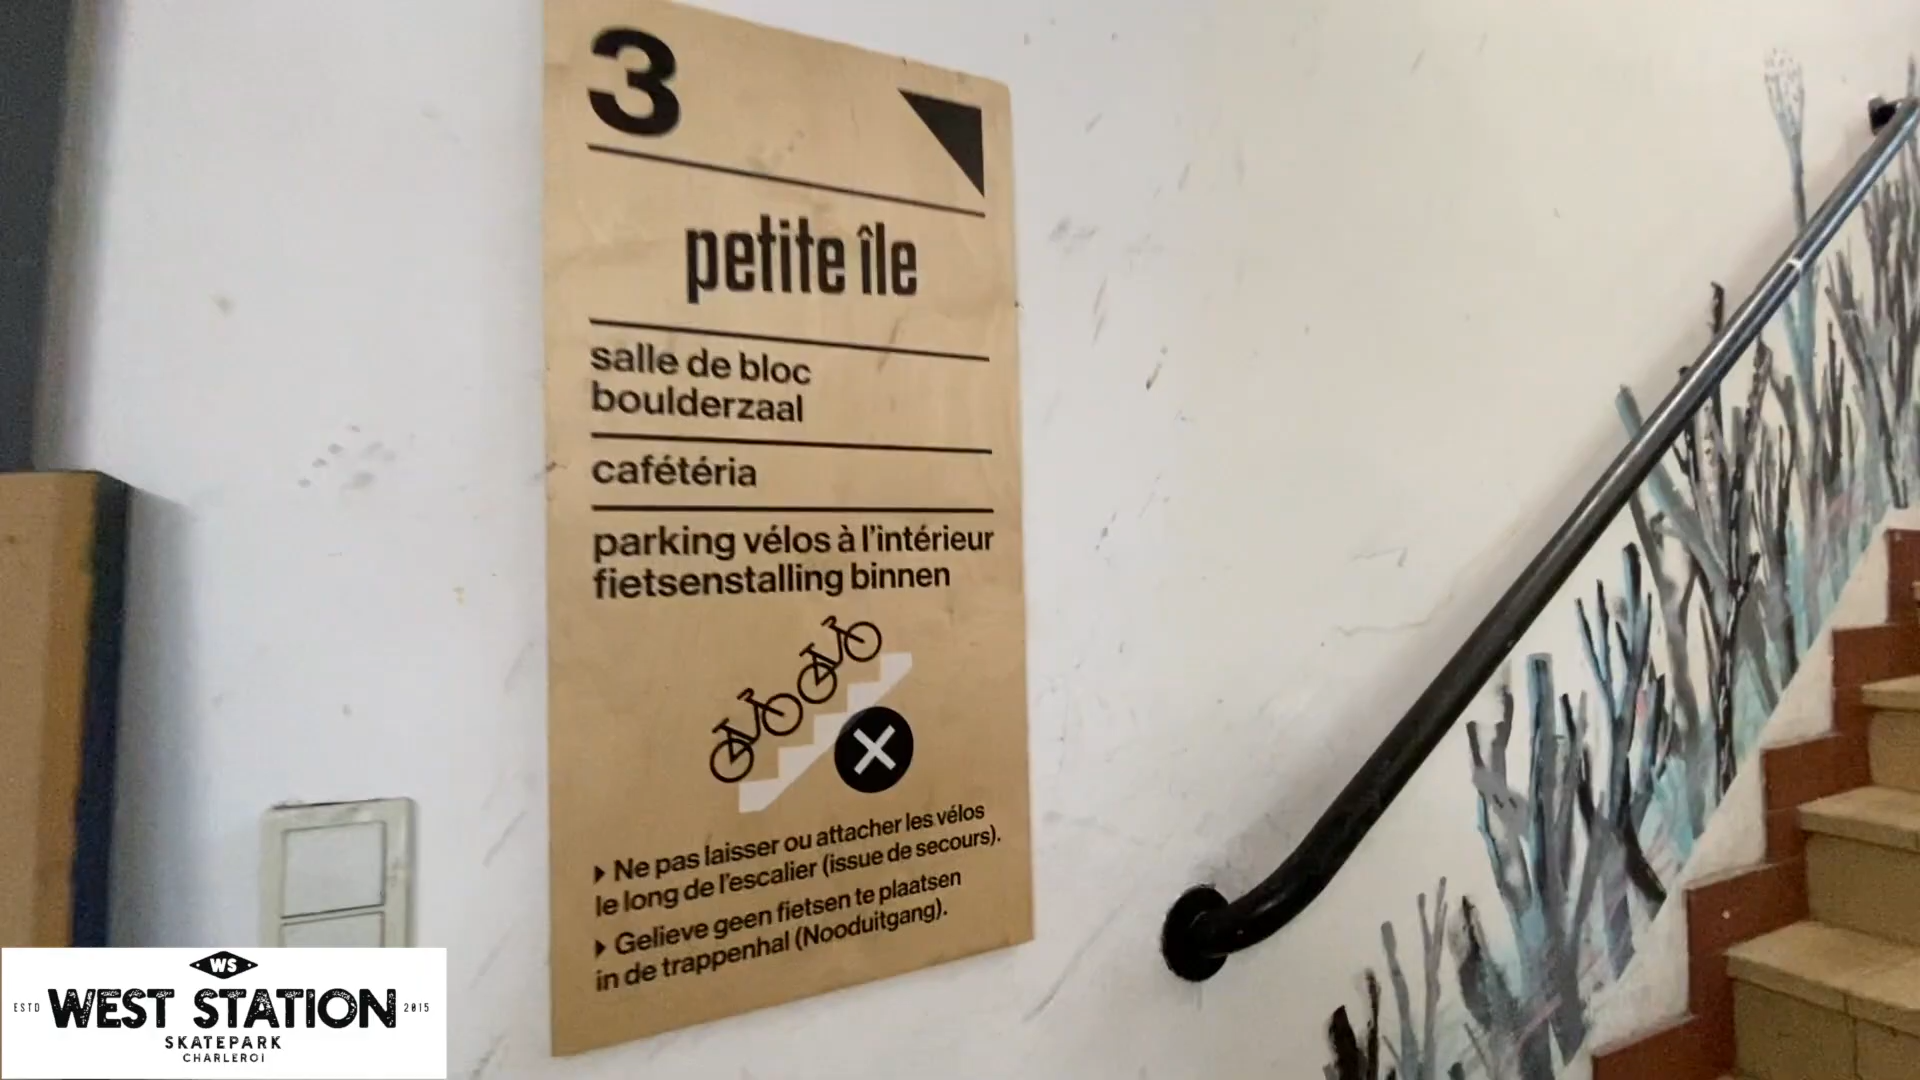 3
petite île
salle de bloc
boulderzaal
cafétéria
parking vélos à l'intérieur
fietsenstalling binnen
Ne pas laisser ou attacher les vélos
le long de l'escalier (issue de secours).
Gelieve geen fietsen te plaatsen
in de trappenhal (Nooduitgang).
WS
ESTD WEST STATION 2015
SKATEPARK
CHARLEROI